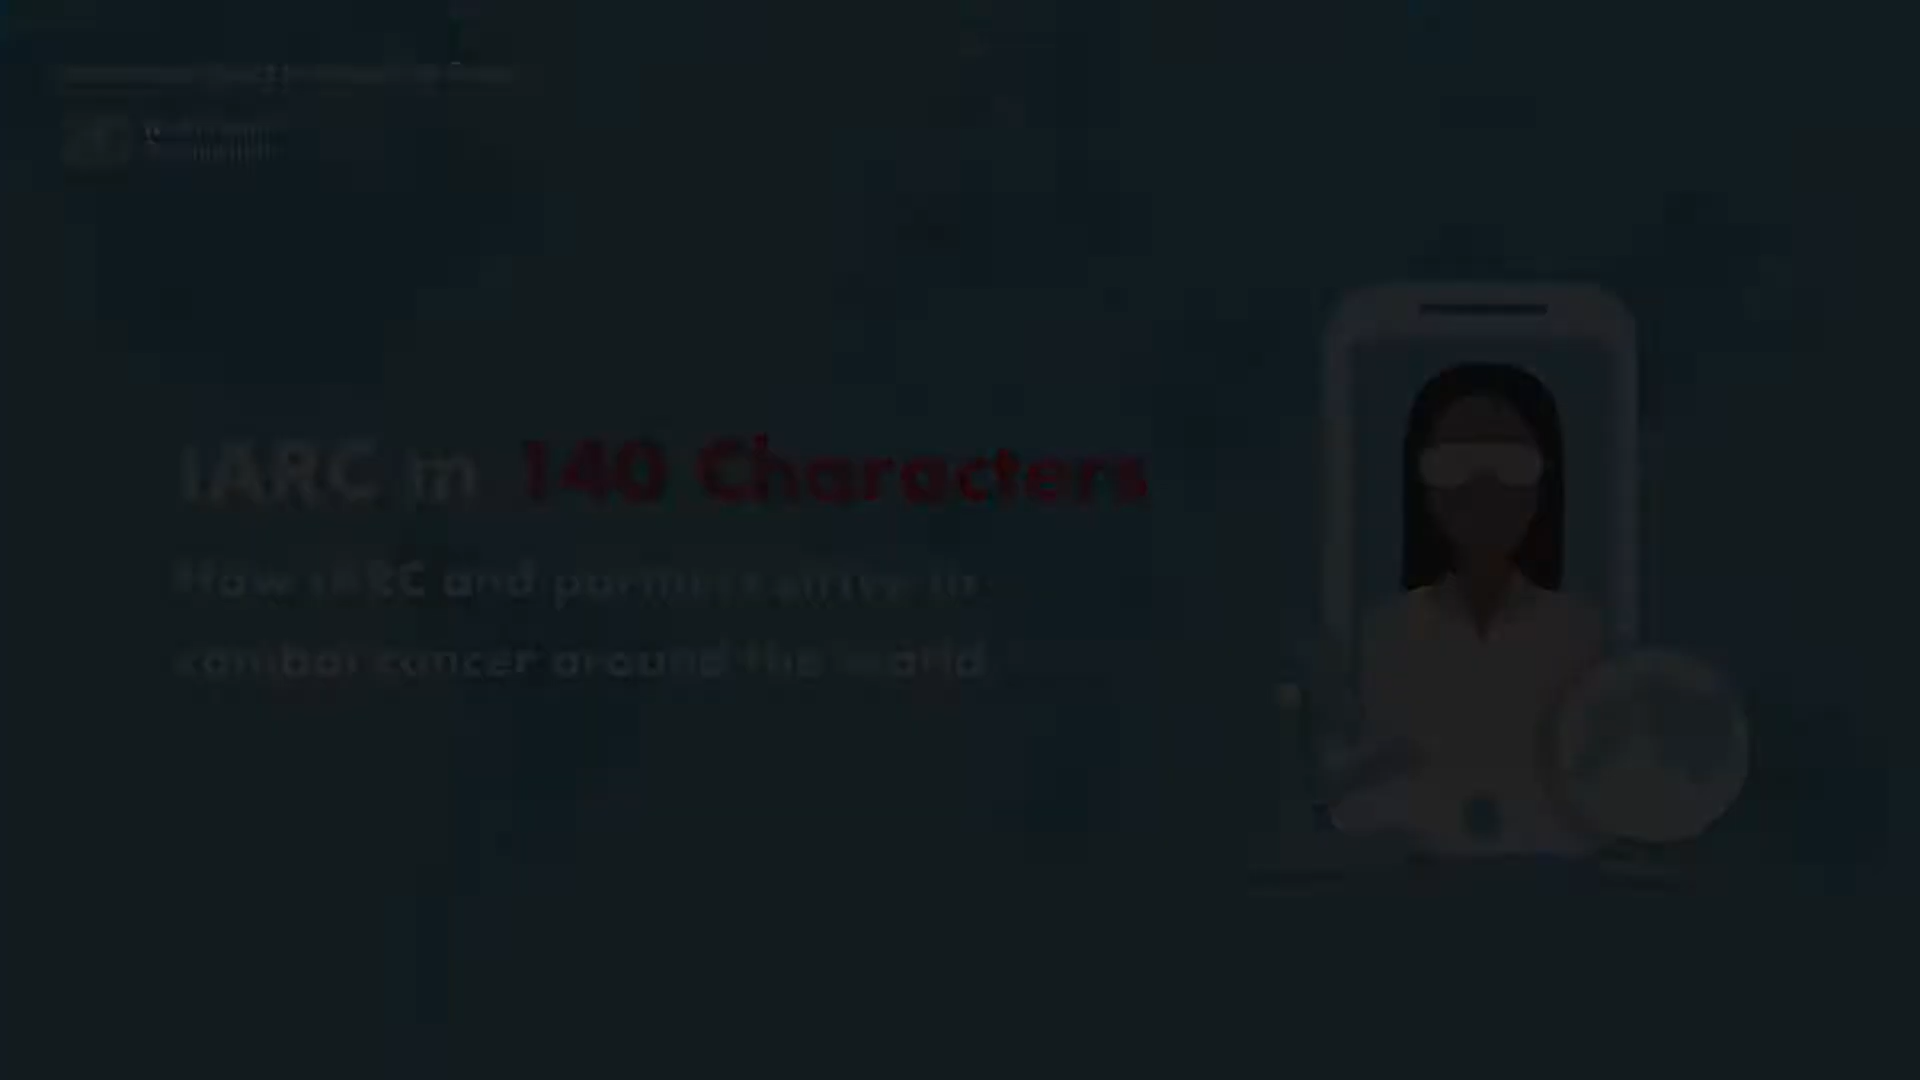 IARC in 140 Characters
How IARC and partners strive to
combat cancer around the world